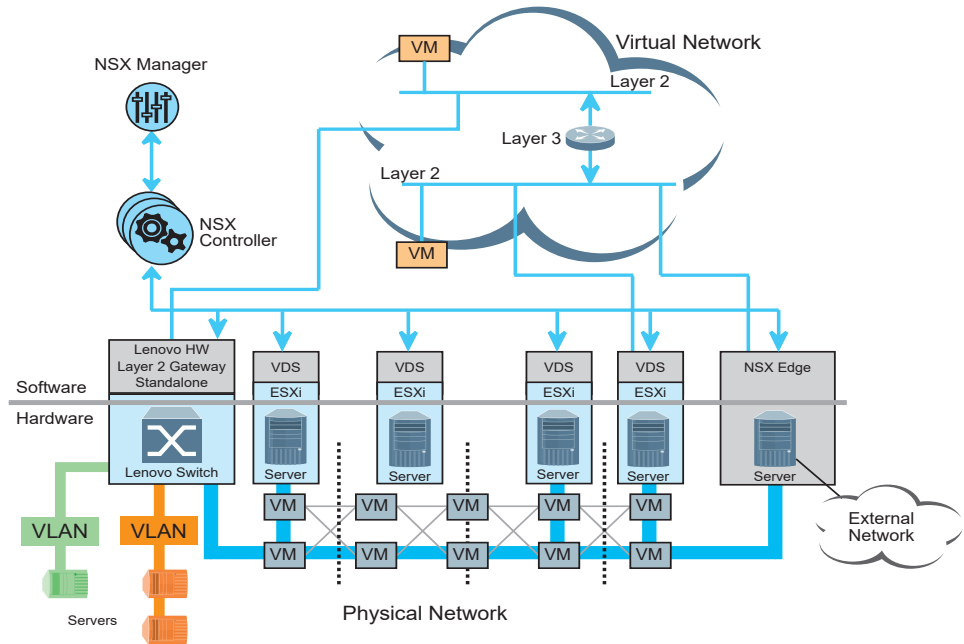 Virtual Network
VM
NSX Manager
Layer 2
Layer 3
Layer 2
NSX
Controller
VM
Lenovo HW
Layer 2 Gateway
Standalone
VDS
VDS
VDS
VDS
NSX Edge
Software
ESXi
ESXi
ESXi
ESXi
Hardware
Lenovo Switch
Server
Server
Server
Server
Server
VM
VM
VM
VM
VM
VLAN
VLAN
External
Network
VM
VM
VM
VM
VM
Physical Network
Servers